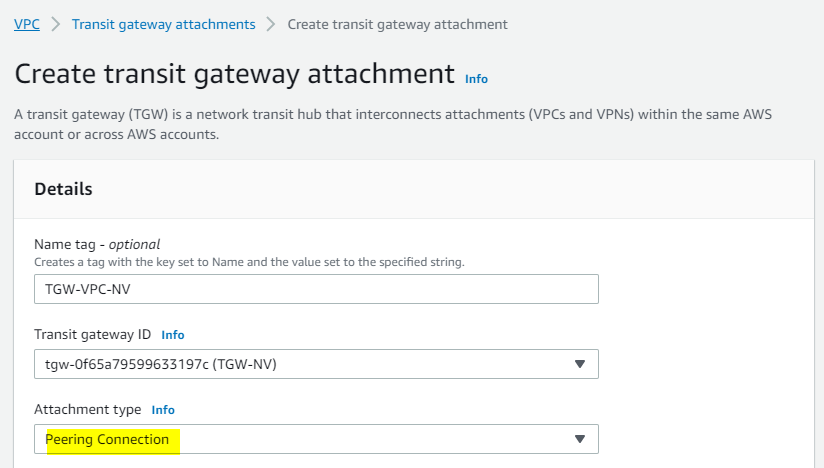 VPC > Transit gateway attachments > Create transit gateway attachment
Create transit gateway attachment Info
A transit gateway (TGW) is a network transit hub that interconnects attachments (VPCs and VPNs) within the same AWS
account or across AWS accounts.
Details
Name tag - optional
Creates a tag with the key set to Name and the value set to the specified string.
TGW-VPC-NV
Transit gateway ID Info
tgw-0f65a79599633197c (TGW-NV)
Attachment type Info
Peering Connection